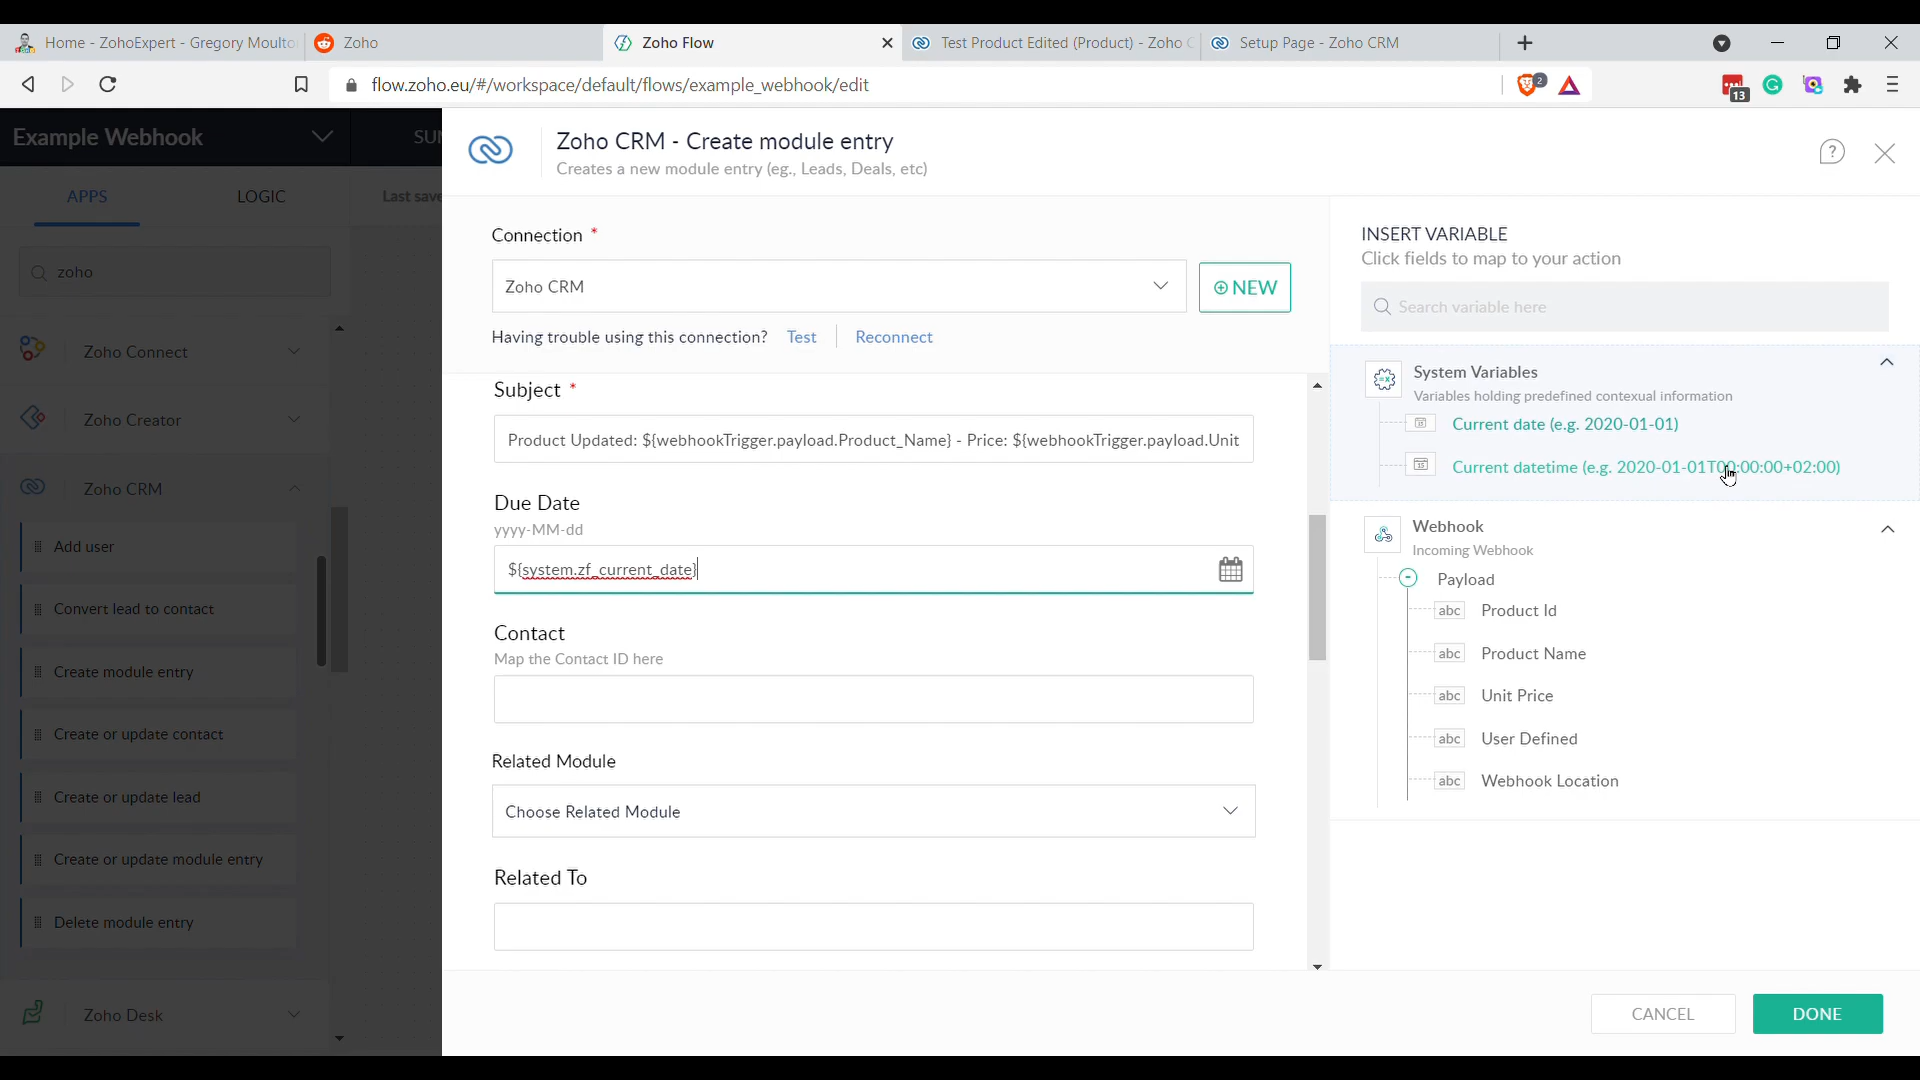 Home - ZohoExpert - Gregory Moulto
Zoho
Zoho Flow
Test Product Edited (Product) - Zoho C
Setup Page - Zoho CRM
flow.zoho.eu/#/workspace/default/flows/example_webhook/edit
2
13
Example Webhook
SUM
APPS
LOGIC
Last save
zoho
Zoho Connect
Zoho Creator
Zoho CRM
Add user
Convert lead to contact
Create module entry
Create or update contact
Create or update lead
Create or update module entry
Delete module entry
Zoho Desk
Zoho CRM - Create module entry
Creates a new module entry (eg., Leads, Deals, etc)
Connection *
Zoho CRM
NEW
Having trouble using this connection? Test Reconnect
Subject *
Product Updated: ${webhookTrigger.payload.Product_Name} - Price: ${webhookTrigger.payload.Unit
Due Date
yyyy-MM-dd
${system.zf_current_date}
Contact
Map the Contact ID here
Related Module
Choose Related Module
Related To
INSERT VARIABLE
Click fields to map to your action
Search variable here
System Variables
Variables holding predefined contexual information
Current date (e.g. 2020-01-01)
15 Current datetime (e.g. 2020-01-01T00:00:00+02:00)
Webhook
Incoming Webhook
Payload
abc Product Id
abc Product Name
abc Unit Price
abc User Defined
abc Webhook Location
CANCEL
DONE